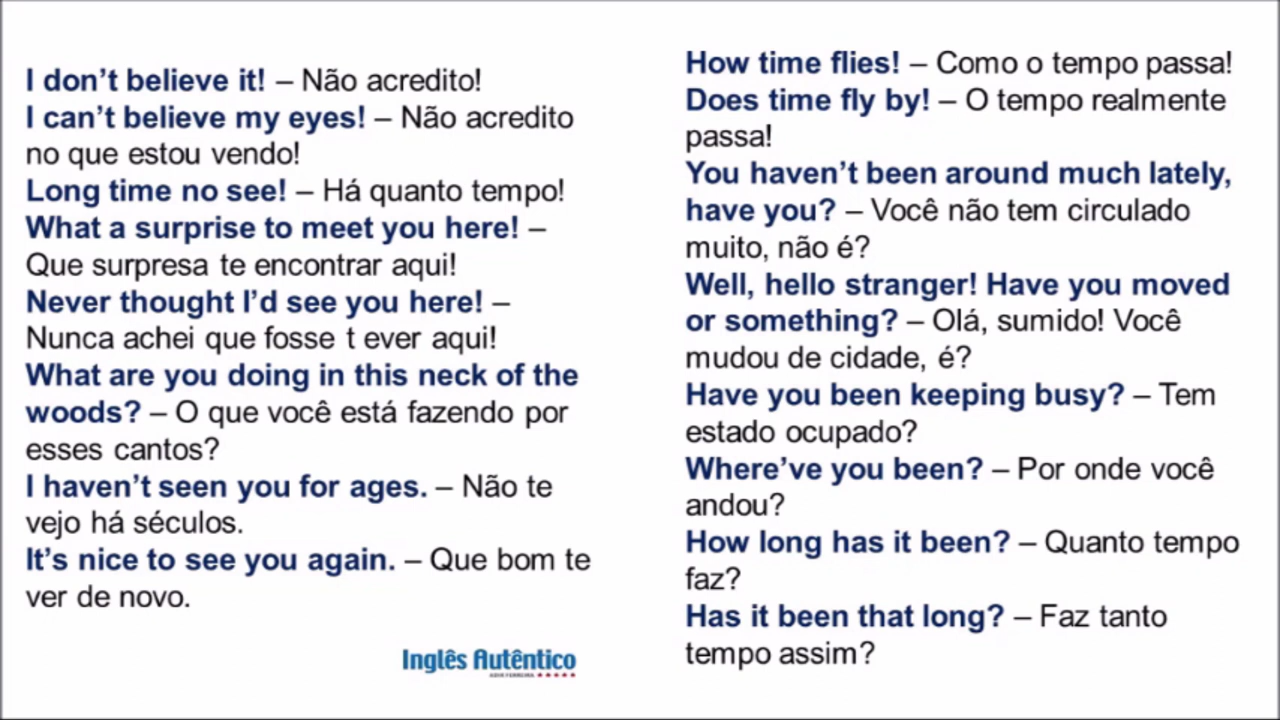 I don’t believe it! – Não acredito!
I can’t believe my eyes! – Não acredito
no que estou vendo!
Long time no see! – Há quanto tempo!
What a surprise to meet you here! –
Que surpresa te encontrar aqui!
Never thought I’d see you here! –
Nunca achei que fosse t ever aqui!
What are you doing in this neck of the
woods? – O que você está fazendo por
esses cantos?
I haven’t seen you for ages. – Não te
vejo há séculos.
It’s nice to see you again. – Que bom te
ver de novo.
Inglês Autêntico
ADIR FERREIRA
How time flies! – Como o tempo passa!
Does time fly by! – O tempo realmente
passa!
You haven’t been around much lately,
have you? – Você não tem circulado
muito, não é?
Well, hello stranger! Have you moved
or something? – Olá, sumido! Você
mudou de cidade, é?
Have you been keeping busy? – Tem
estado ocupado?
Where’ve you been? – Por onde você
andou?
How long has it been? – Quanto tempo
faz?
Has it been that long? – Faz tanto
tempo assim?